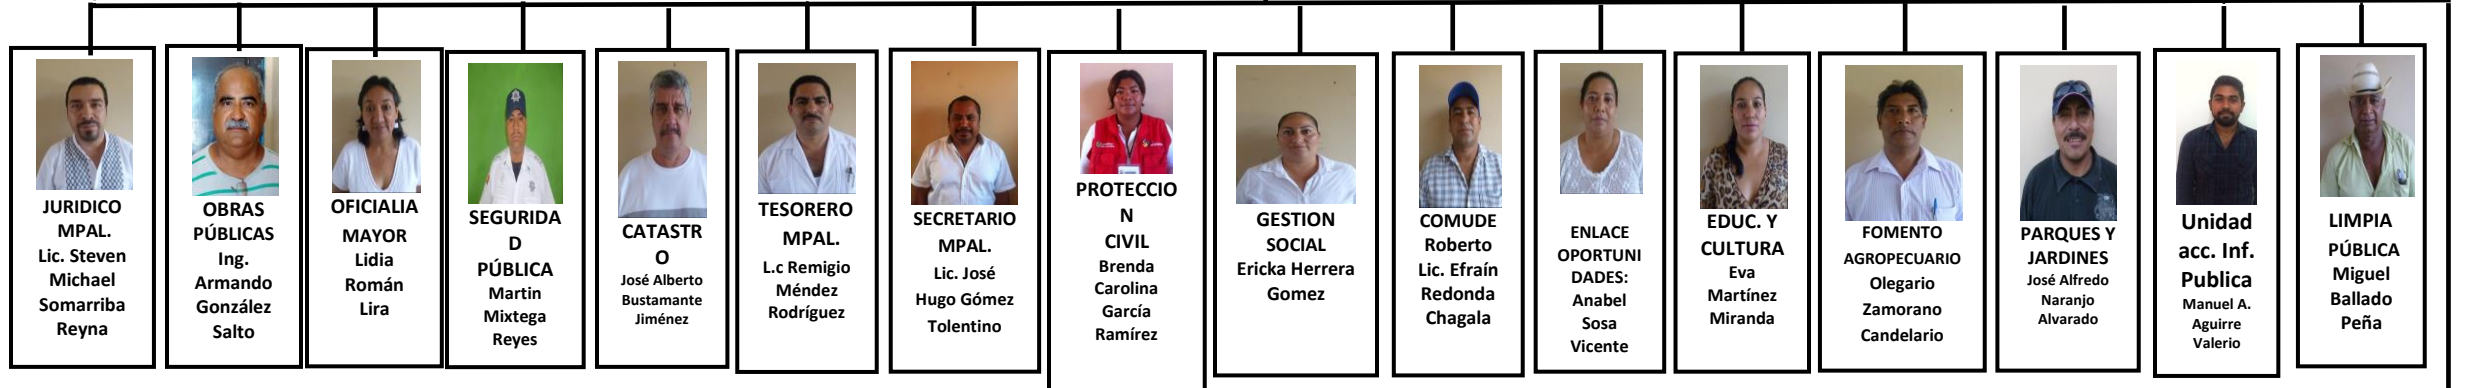 JURIDICO
MPAL.
Lic. Steven
Michael
Somarriba
Reyna
OBRAS
PÚBLICAS
Ing.
Armando
González
Salto
OFICIALIA
MAYOR
Lidia
Román
Lira
SEGURIDA
D
PÚBLICA
Martin
Mixtega
Reyes
CATASTR
O
José Alberto
Bustamante
Jiménez
TESORERO
MPAL.
L.c Remigio
Méndez
Rodríguez
SECRETARIO
MPAL.
Lic. José
Hugo Gómez
Tolentino
PROTECCIO
N
CIVIL
Brenda
Carolina
García
Ramírez
GESTION
SOCIAL
Ericka Herrera
Gomez
COMUDE
Roberto
Lic. Efraín
Redonda
Chagala
ENLACE
OPORTUNI
DADES:
Anabel
Sosa
Vicente
EDUC. Y
CULTURA
Eva
Martínez
Miranda
FOMENTO
AGROPECUARIO
Olegario
Zamorano
Candelario
PARQUES Y
JARDINES
José Alfredo
Naranjo
Alvarado
Unidad
acc. Inf.
Publica
Manuel A.
Aguirre
Valerio
LIMPIA
PÚBLICA
Miguel
Ballado
Peña